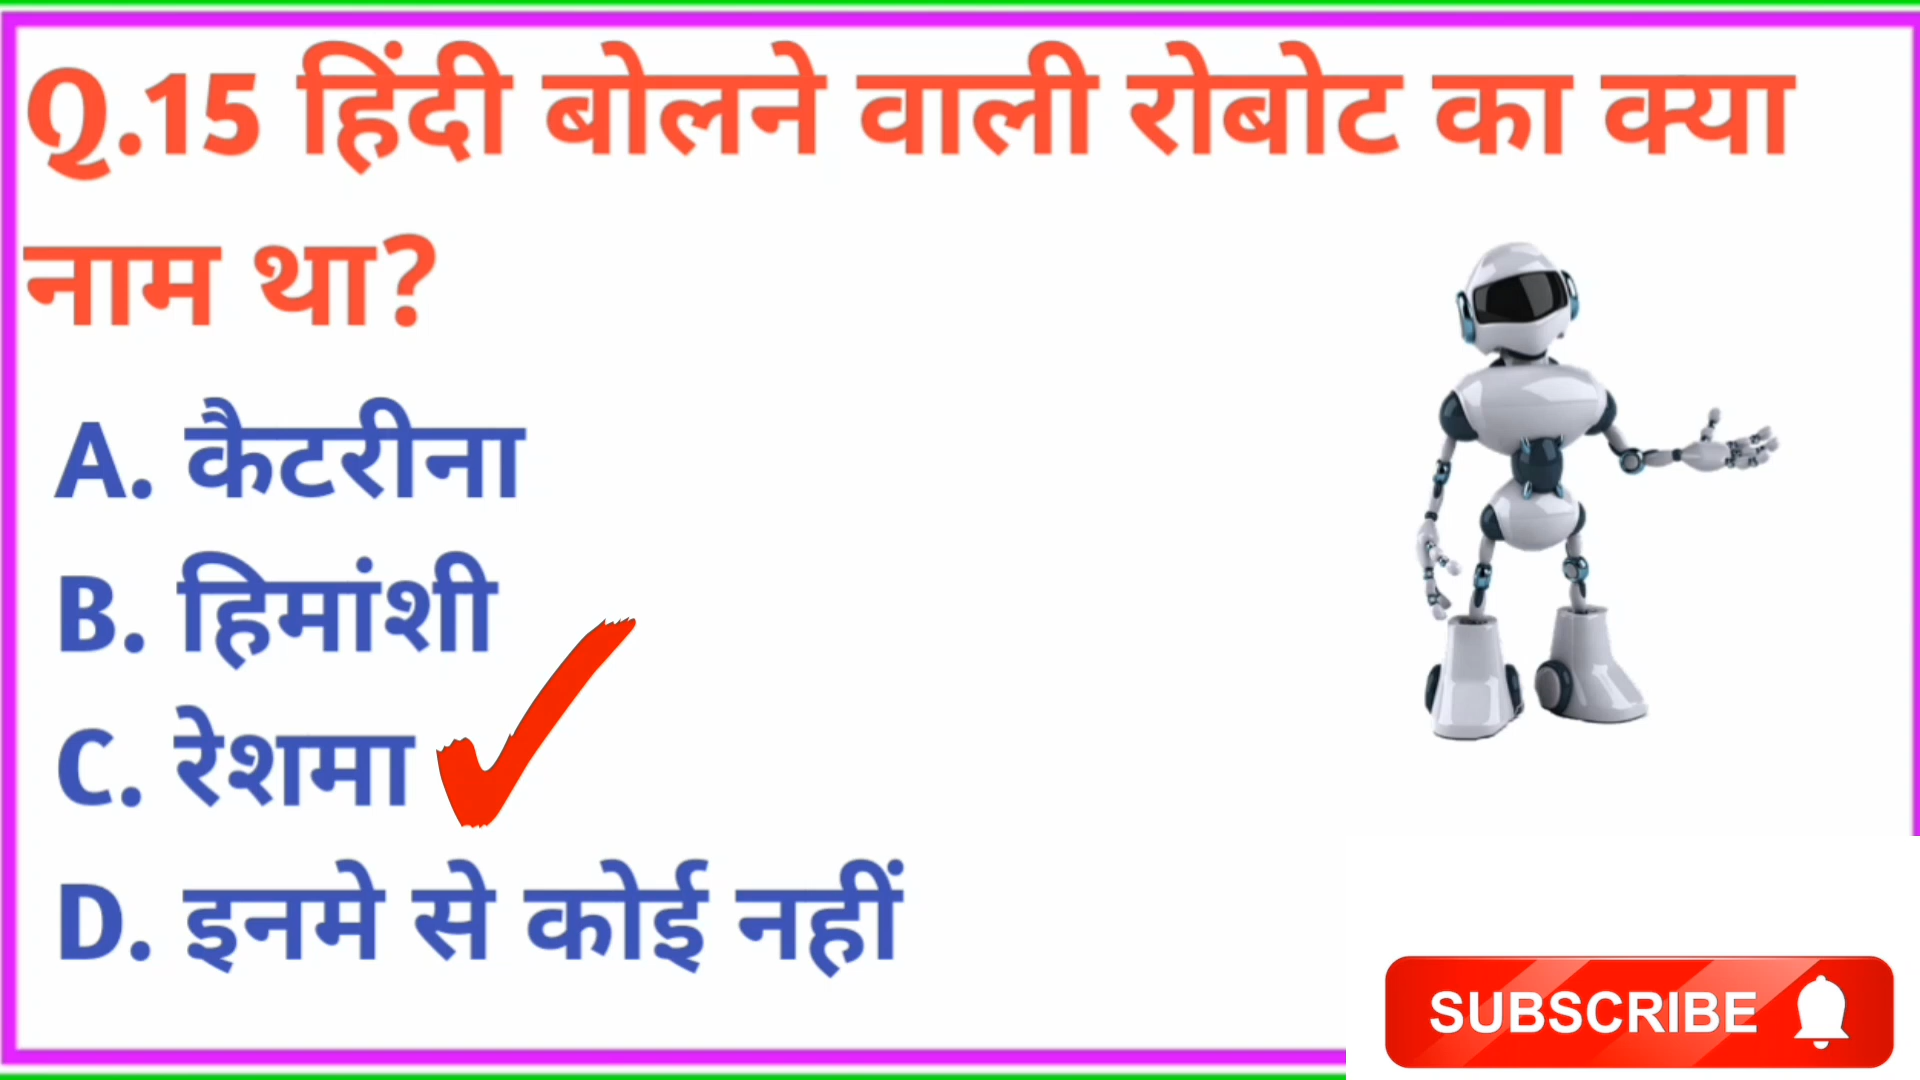 Q.15 हिंदी बोलने वाली रोबोट का क्या
नाम था?
A. कैटरीना
B. हिमांशी
C. रेशमा
D. इनमे से कोई नहीं
SUBSCRIBE